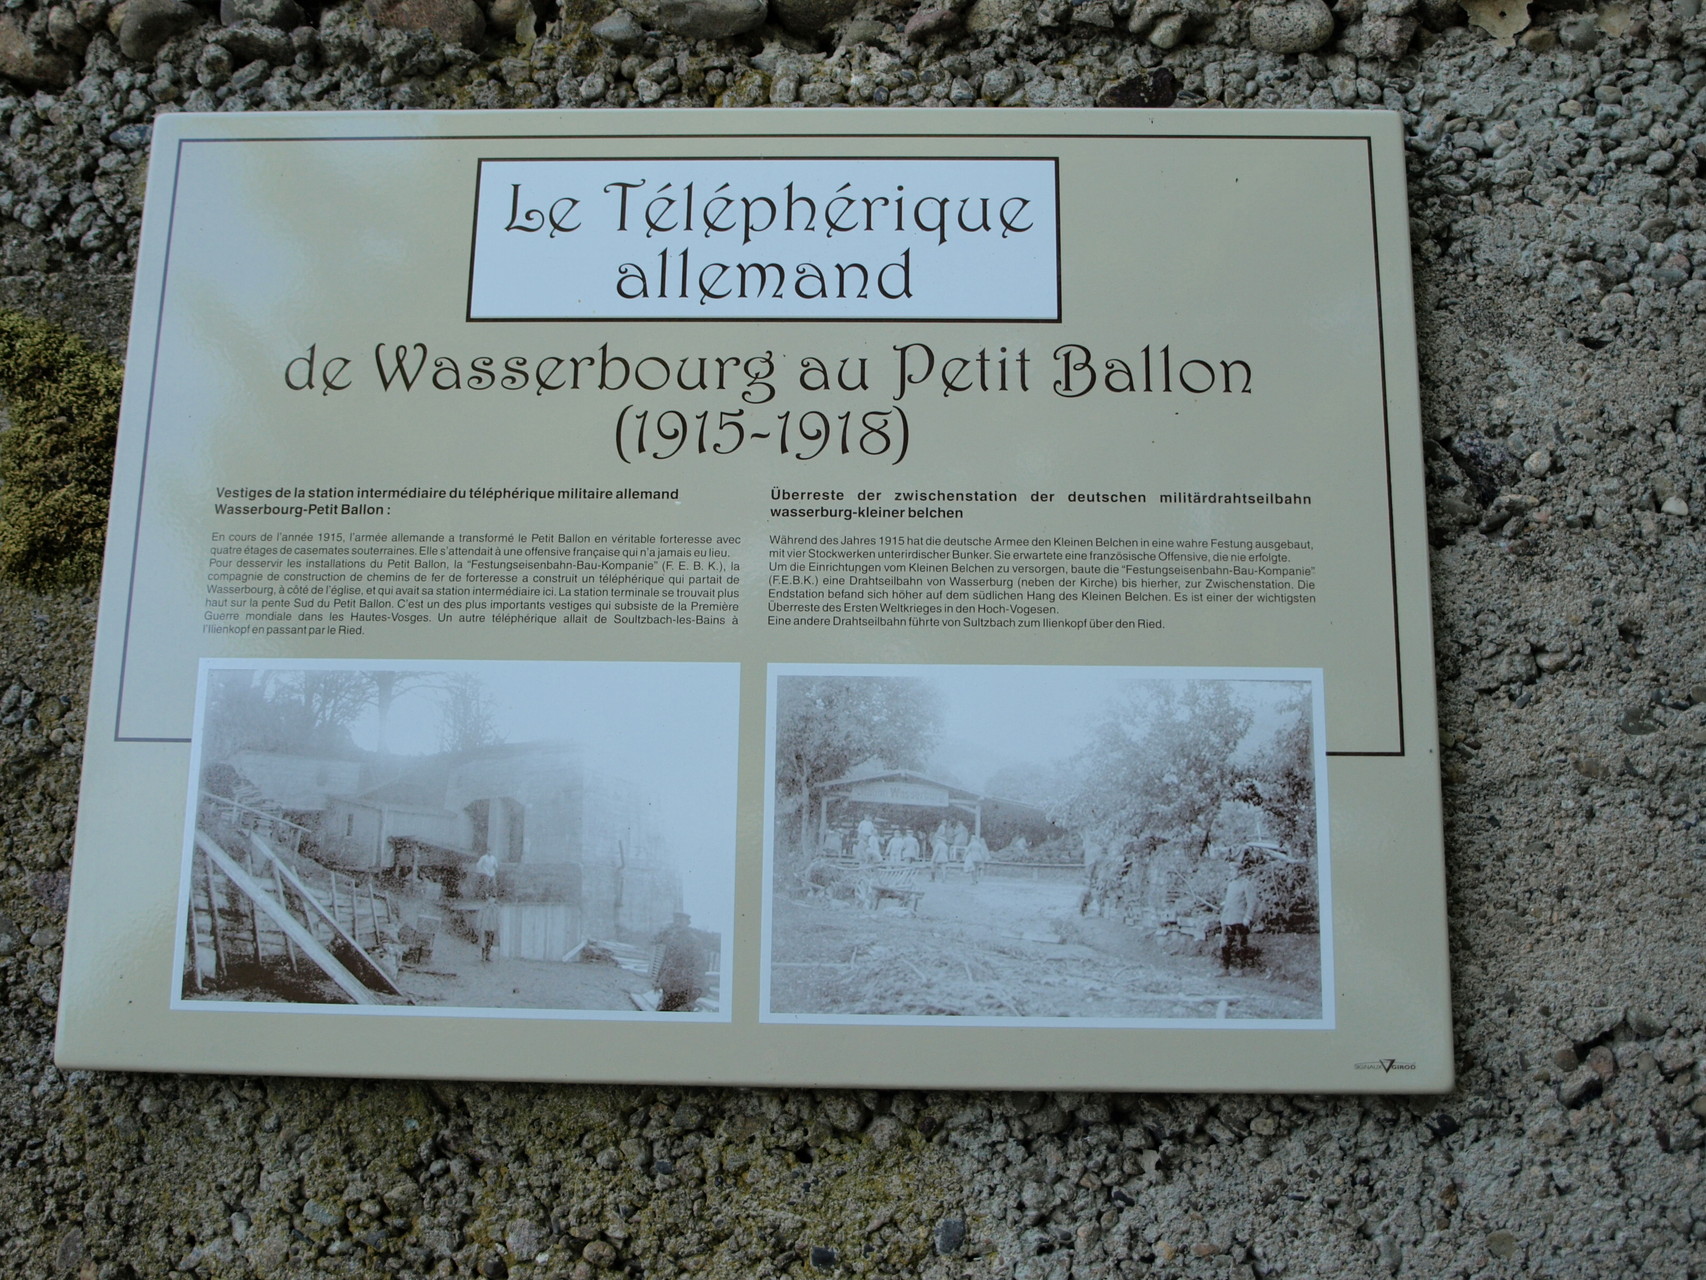 Le Téléphérique
allemand
de Wasserbourg au Petit Ballon
(1915-1918)
Vestiges de la station intermédiaire du téléphérique militaire allemand
Wasserbourg-Petit Ballon :
En cours de l'année 1915, l'armée allemande a transformé le Petit Ballon en véritable forteresse avec
quatre étages de casemates souterraines. Elle s'attendait à une offensive française qui n'a jamais eu lieu.
Pour desservir les installations du Petit Ballon, la "Festungseisenbahn-Bau-Kompanie" (F. E. B. K.), la
compagnie de construction de chemins de fer de forteresse a construit un téléphérique qui partait de
Wasserbourg, à côté de l'église, et qui avait sa station intermédiaire ici. La station terminale se trouvait plus
haut sur la pente Sud du Petit Ballon. C'est un des plus importants vestiges qui subsiste de la Première
Guerre mondiale dans les Hautes-Vosges. Un autre téléphérique allait de Soultzbach-les-Bains à
l'Ilienkopf en passant par le Ried.
Überreste der zwischenstation der deutschen militärdrahtseilbahn
wasserburg-kleiner belchen
Während des Jahres 1915 hat die deutsche Armee den Kleinen Belchen in eine wahre Festung ausgebaut,
mit vier Stockwerken unterirdischer Bunker. Sie erwartete eine französische Offensive, die nie erfolgte.
Um die Einrichtungen vom Kleinen Belchen zu versorgen, baute die "Festungseisenbahn-Bau-Kompanie"
(F.E.B.K.) eine Drahtseilbahn von Wasserburg (neben der Kirche) bis hierher, zur Zwischenstation. Die
Endstation befand sich höher auf dem südlichen Hang des Kleinen Belchen. Es ist einer der wichtigsten
Überreste des Ersten Weltkrieges in den Hoch-Vogesen.
Eine andere Drahtseilbahn führte von Sultzbach zum Ilienkopf über den Ried.
SIGNAUX GIROD